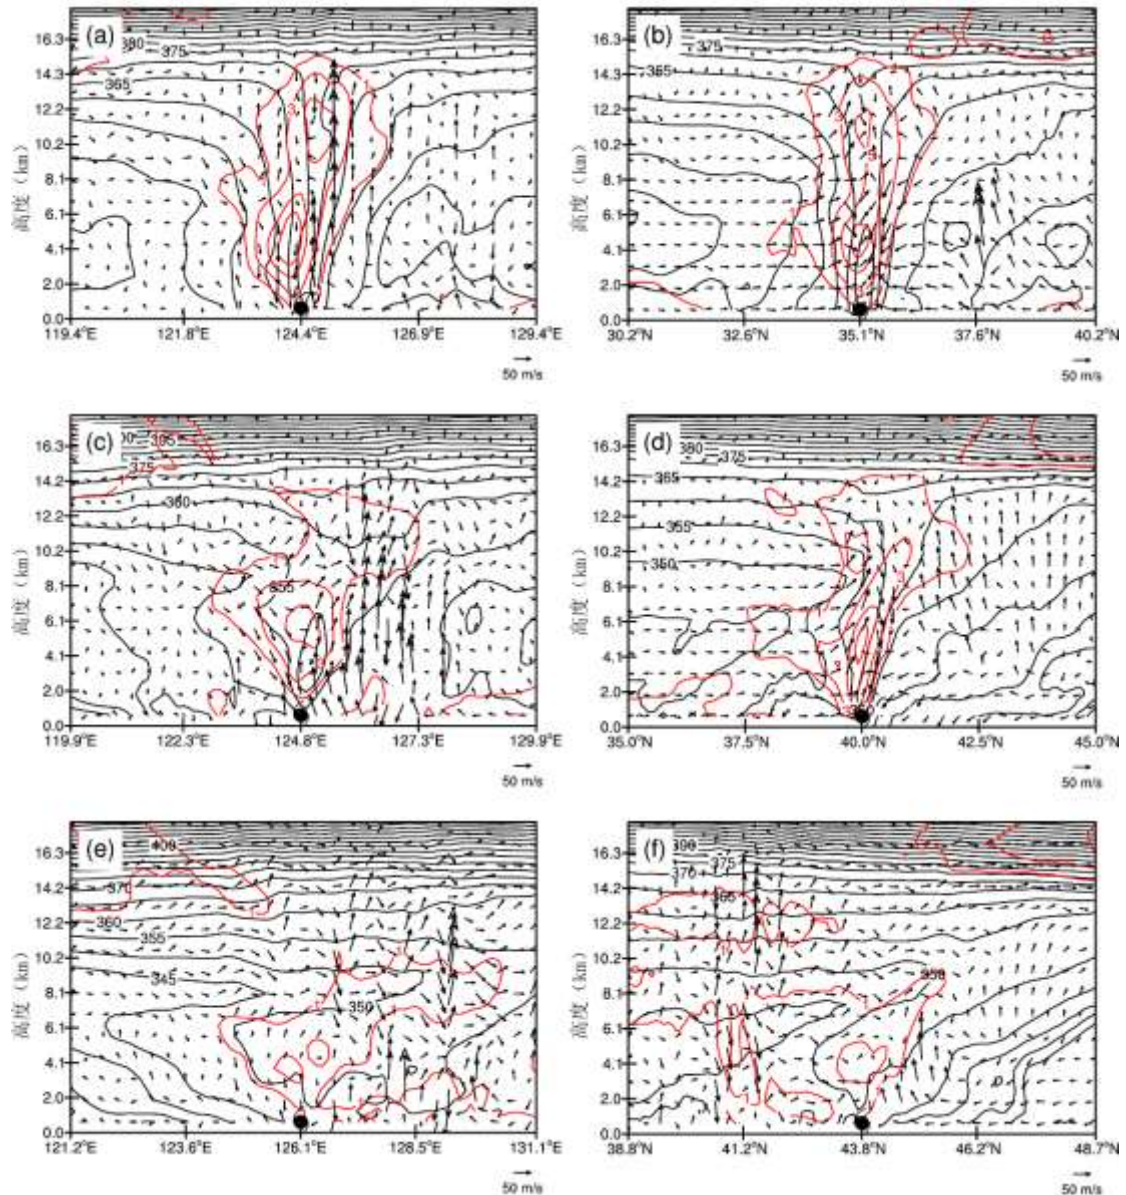 (a)
380
375
365
3
高度（km）
16.3
14.3
12.2
10.2
8.1
6.1
4.1
2.0
0.0
119.4°E
121.8°E
124.4°E
126.9°E
129.4°E
50 m/s
(b)
375
365
3
3
高度（km）
16.3
14.3
12.2
10.2
8.1
6.1
4.1
2.0
0.0
30.2°N
32.6°N
35.1°N
37.6°N
40.2°N
50 m/s
(c)
375
360
高度（km）
16.3
14.2
12.2
10.2
8.1
6.1
4.1
2.0
0.0
119.9°E
122.3°E
124.8°E
127.3°E
129.9°E
50 m/s
(d)
380
375
365
355
350
3
3
高度（km）
16.3
14.2
12.2
10.2
8.1
6.1
4.1
2.0
0.0
35.0°N
37.5°N
40.0°N
42.5°N
45.0°N
50 m/s
(e)
400
370
360
355
345
350
高度（km）
16.3
14.2
12.2
10.2
8.1
6.1
4.1
2.0
0.0
121.2°E
123.6°E
126.1°E
128.5°E
131.1°E
50 m/s
(f)
375
370
365
高度（km）
16.3
14.2
12.2
10.2
8.1
6.1
4.1
2.0
0.0
38.8°N
41.2°N
43.8°N
46.2°N
48.7°N
50 m/s